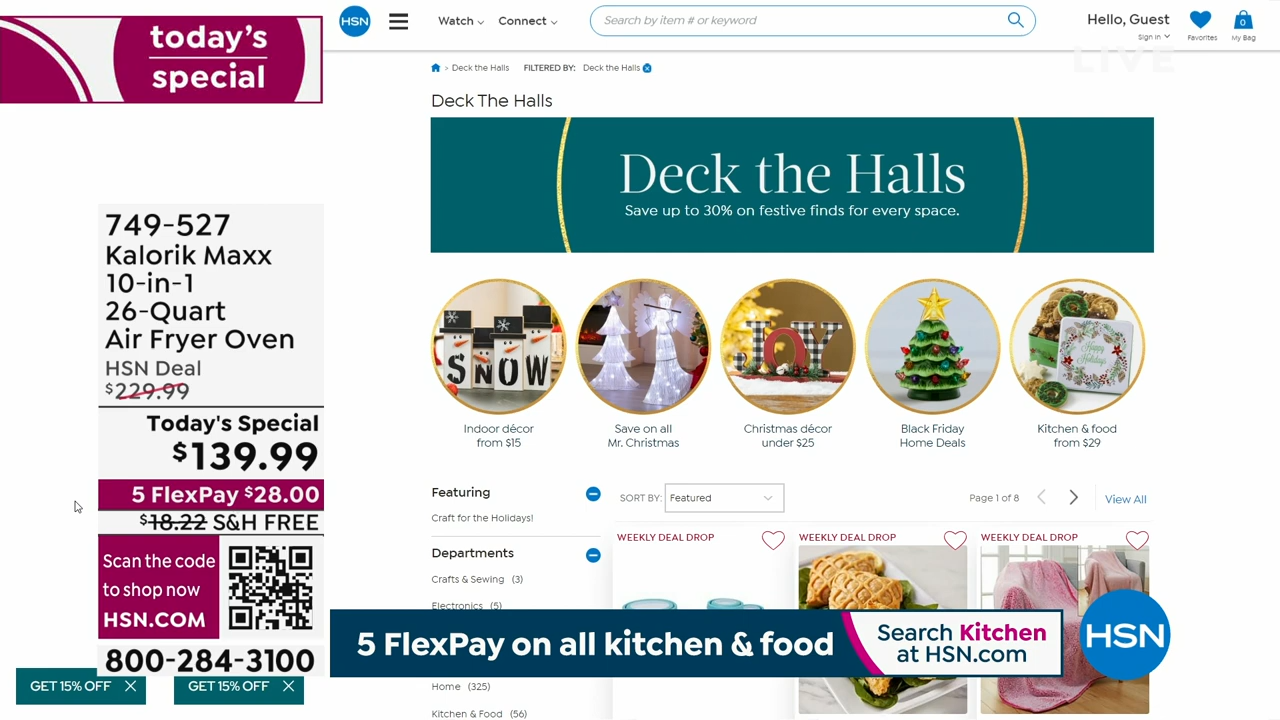 today's
special
749-527
Kalorik Maxx
10-in-1
26-Quart
Air Fryer Oven
HSN Deal
$229.99
Today's Special
$139.99
5 FlexPay $28.00
$18.22 S&H FREE
Scan the code
to shop now
HSN.COM
800-284-3100
GET 15% OFF
GET 15% OFF
HSN
Watch
Connect
Search by item # or keyword
Hello, Guest
Sign in
Favorites
0
My Bag
LIVE
> Deck the Halls
FILTERED BY:
Deck the Halls
Deck The Halls
Deck the Halls
Save up to 30% on festive finds for every space.
SNOW
JOY
Happy
Holidays
Indoor décor
from $15
Save on all
Mr. Christmas
Christmas décor
under $25
Black Friday
Home Deals
Kitchen & food
from $29
Featuring
Craft for the Holidays!
Departments
Crafts & Sewing (3)
Electronics (5)
Home (325)
Kitchen & Food (56)
SORT BY:
Featured
Page 1 of 8
View All
WEEKLY DEAL DROP
WEEKLY DEAL DROP
WEEKLY DEAL DROP
5 FlexPay on all kitchen & food
Search Kitchen
at HSN.com
HSN